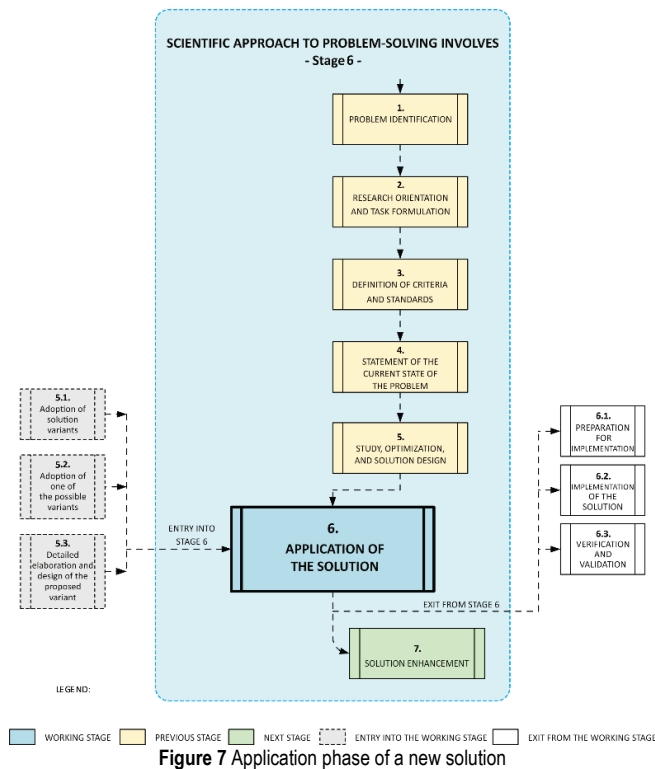 SCIENTIFIC APPROACH TO PROBLEM-SOLVING INVOLVES
- Stage 6 -
1.
PROBLEM IDENTIFICATION
2.
RESEARCH ORIENTATION
AND TASK FORMULATION
3.
DEFINITION OF CRITERIA
AND STANDARDS
4.
STATEMENT OF THE
CURRENT STATE OF
THE PROBLEM
5.
STUDY, OPTIMIZATION,
AND SOLUTION DESIGN
5.1.
Adoption of
solution
variants
5.2.
Adoption of
one of
the possible
variants
5.3.
Detailed
elaboration and
design of the
proposed
variant
ENTRY INTO
STAGE 6
6.
APPLICATION OF
THE SOLUTION
6.1.
PREPARATION
FOR
IMPLEMENTATION
6.2.
IMPLEMENTATION
OF THE
SOLUTION
6.3.
VERIFICATION
AND
VALIDATION
EXIT FROM STAGE 6
7.
SOLUTION ENHANCEMENT
LEGEND:
WORKING STAGE
PREVIOUS STAGE
NEXT STAGE
ENTRY INTO THE WORKING STAGE
EXIT FROM THE WORKING STAGE
Figure 7 Application phase of a new solution